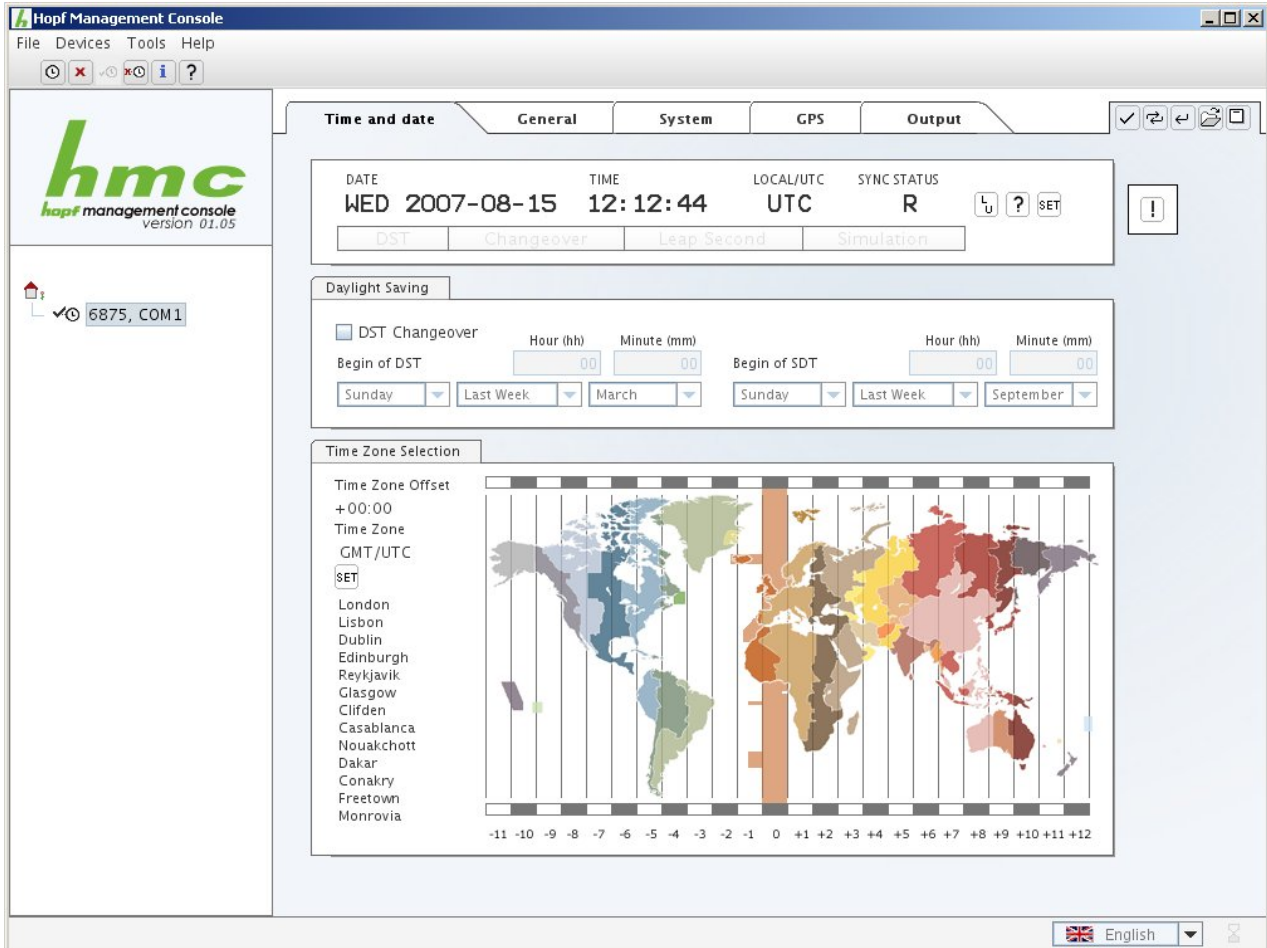 Hopf Management Console
File Devices Tools Help
Time and date General System GPS Output
hmc
hopf management console
version 01.05
DATE TIME LOCAL/UTC SYNC STATUS
WED 2007-08-15 12:12:44 UTC R L U ? SET !
DST Changeover Leap Second Simulation
6875, COM1
Daylight Saving
DST Changeover
Hour (hh) Minute (mm) Hour (hh) Minute (mm)
Begin of DST 00 00 Begin of SDT 00 00
Sunday Last Week March Sunday Last Week September
Time Zone Selection
Time Zone Offset
+00:00
Time Zone
GMT/UTC
SET
London
Lisbon
Dublin
Edinburgh
Reykjavik
Glasgow
Clifden
Casablanca
Nouakchott
Dakar
Conakry
Freetown
Monrovia
-11 -10 -9 -8 -7 -6 -5 -4 -3 -2 -1 0 +1 +2 +3 +4 +5 +6 +7 +8 +9 +10 +11 +12
English